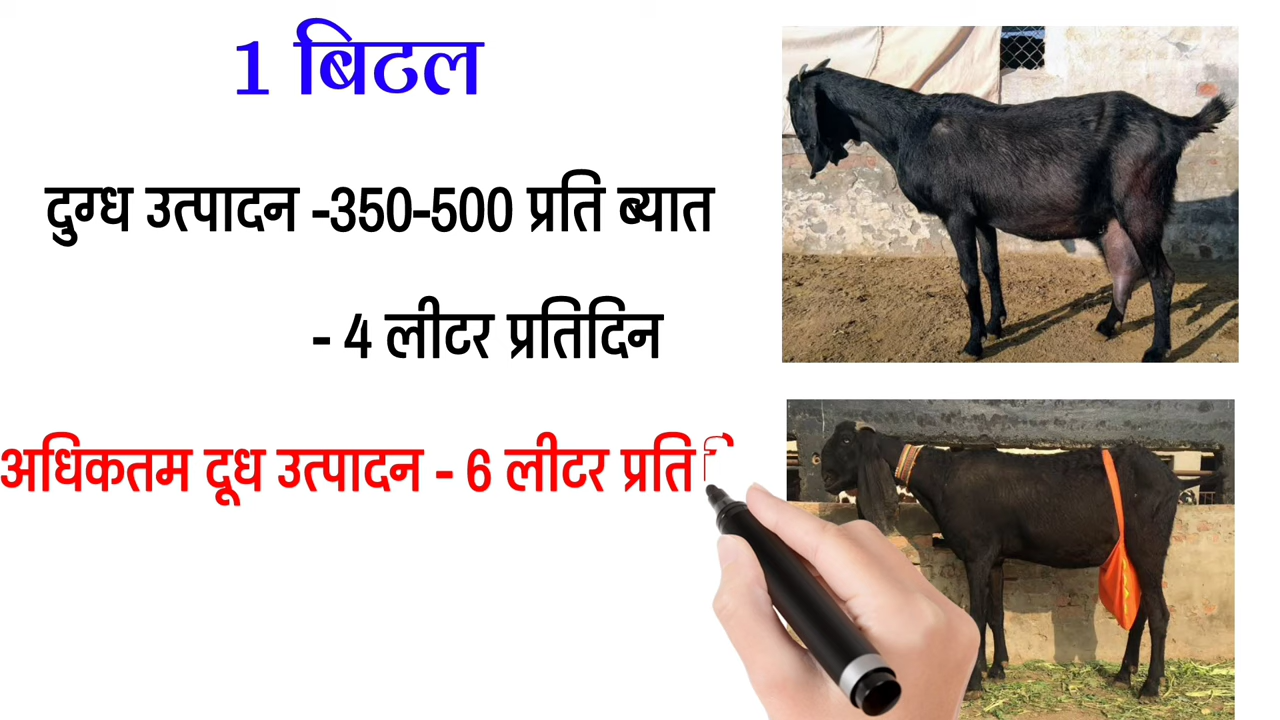 1 बिटल
दुग्ध उत्पादन -350-500 प्रति ब्यात
- 4 लीटर प्रतिदिन
अधिकतम दूध उत्पादन - 6 लीटर प्रति